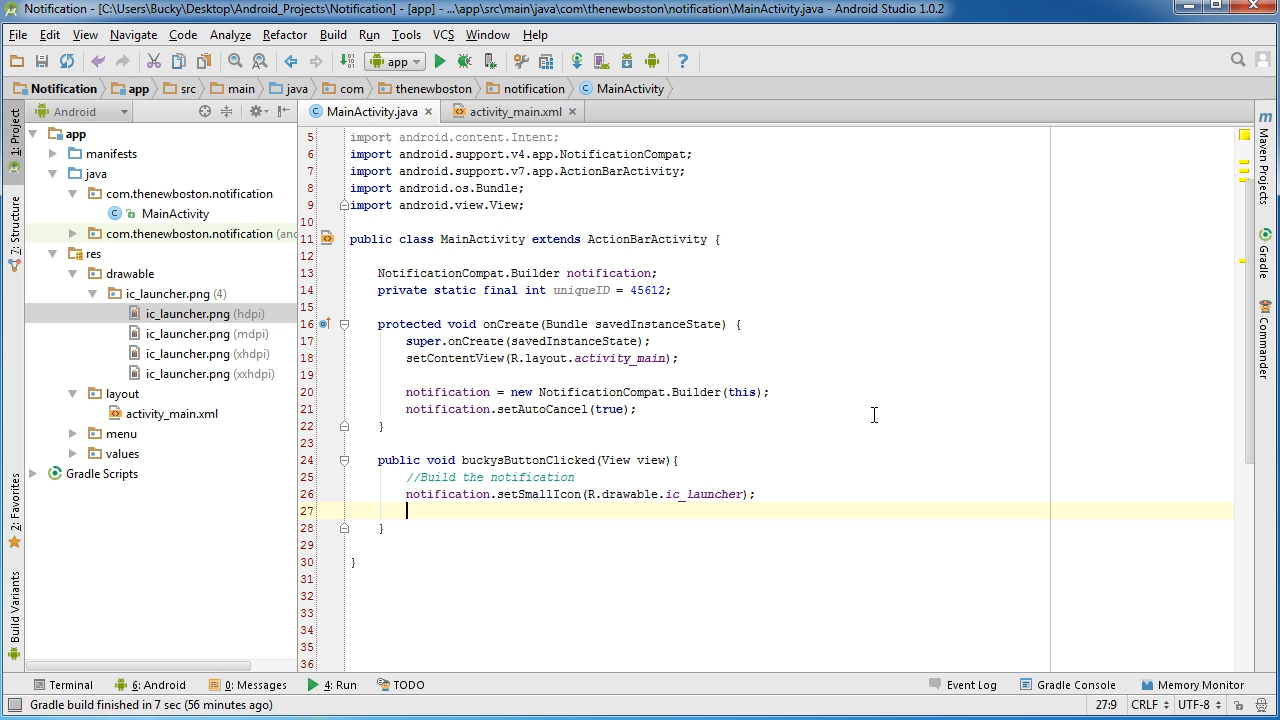 Notification - [C:\Users\Bucky\Desktop\Android_Projects\Notification] - [app] - ...\app\src\main\java\com\thenewboston\notification\MainActivity.java - Android Studio 1.0.2
File Edit View Navigate Code Analyze Refactor Build Run Tools VCS Window Help
app
Notification app src main java com thenewboston notification MainActivity
Android
MainActivity.java
activity_main.xml
1: Project
7: Structure
2: Favorites
Build Variants
app
manifests
java
com.thenewboston.notification
MainActivity
com.thenewboston.notification (and
res
drawable
ic_launcher.png (4)
ic_launcher.png (hdpi)
ic_launcher.png (mdpi)
ic_launcher.png (xhdpi)
ic_launcher.png (xxhdpi)
layout
activity_main.xml
menu
values
Gradle Scripts
5 import android.content.Intent;
6 import android.support.v4.app.NotificationCompat;
7 import android.support.v7.app.ActionBarActivity;
8 import android.os.Bundle;
9 import android.view.View;
10
11 public class MainActivity extends ActionBarActivity {
12
13 NotificationCompat.Builder notification;
14 private static final int uniqueID = 45612;
15
16 protected void onCreate(Bundle savedInstanceState) {
17 super.onCreate(savedInstanceState);
18 setContentView(R.layout.activity_main);
19
20 notification = new NotificationCompat.Builder(this);
21 notification.setAutoCancel(true);
22 }
23
24 public void buckysButtonClicked(View view){
25 //Build the notification
26 notification.setSmallIcon(R.drawable.ic_launcher);
27
28 }
29
30 }
31
32
33
34
35
36
Maven Projects
Gradle
Commander
Terminal 6: Android 0: Messages 4: Run TODO Event Log Gradle Console Memory Monitor
Gradle build finished in 7 sec (56 minutes ago) 27:9 CRLF UTF-8